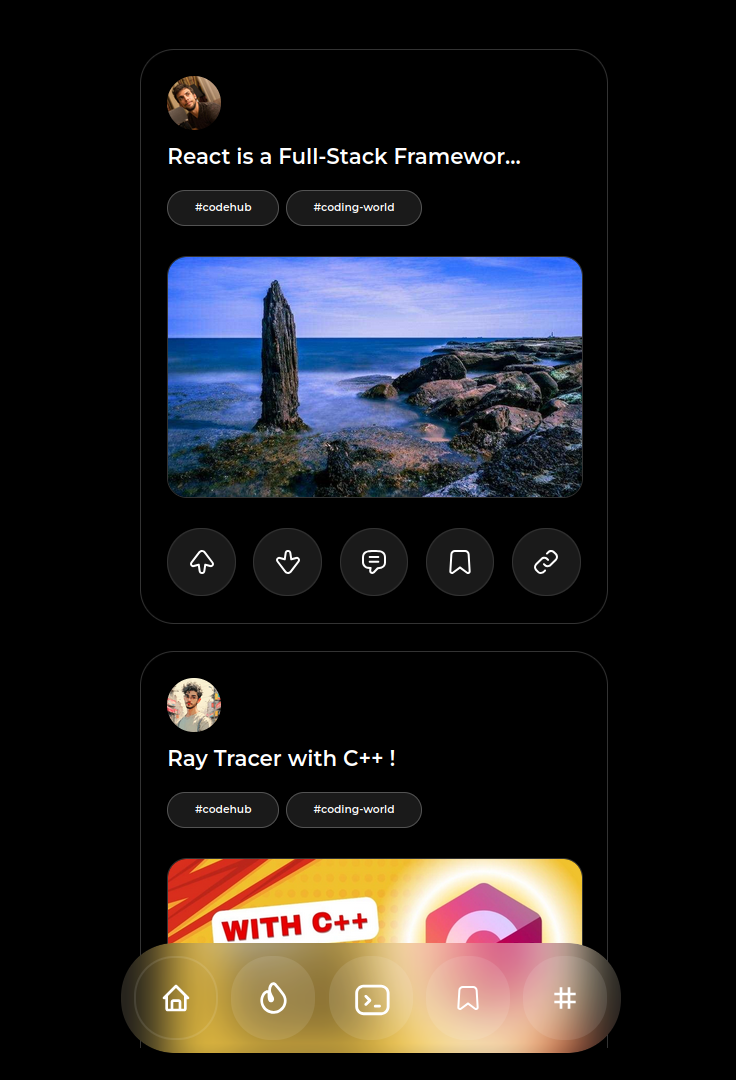 React is a Full-Stack Framewor...
#codehub #coding-world
Ray Tracer with C++ !
#codehub #coding-world
WITH C++